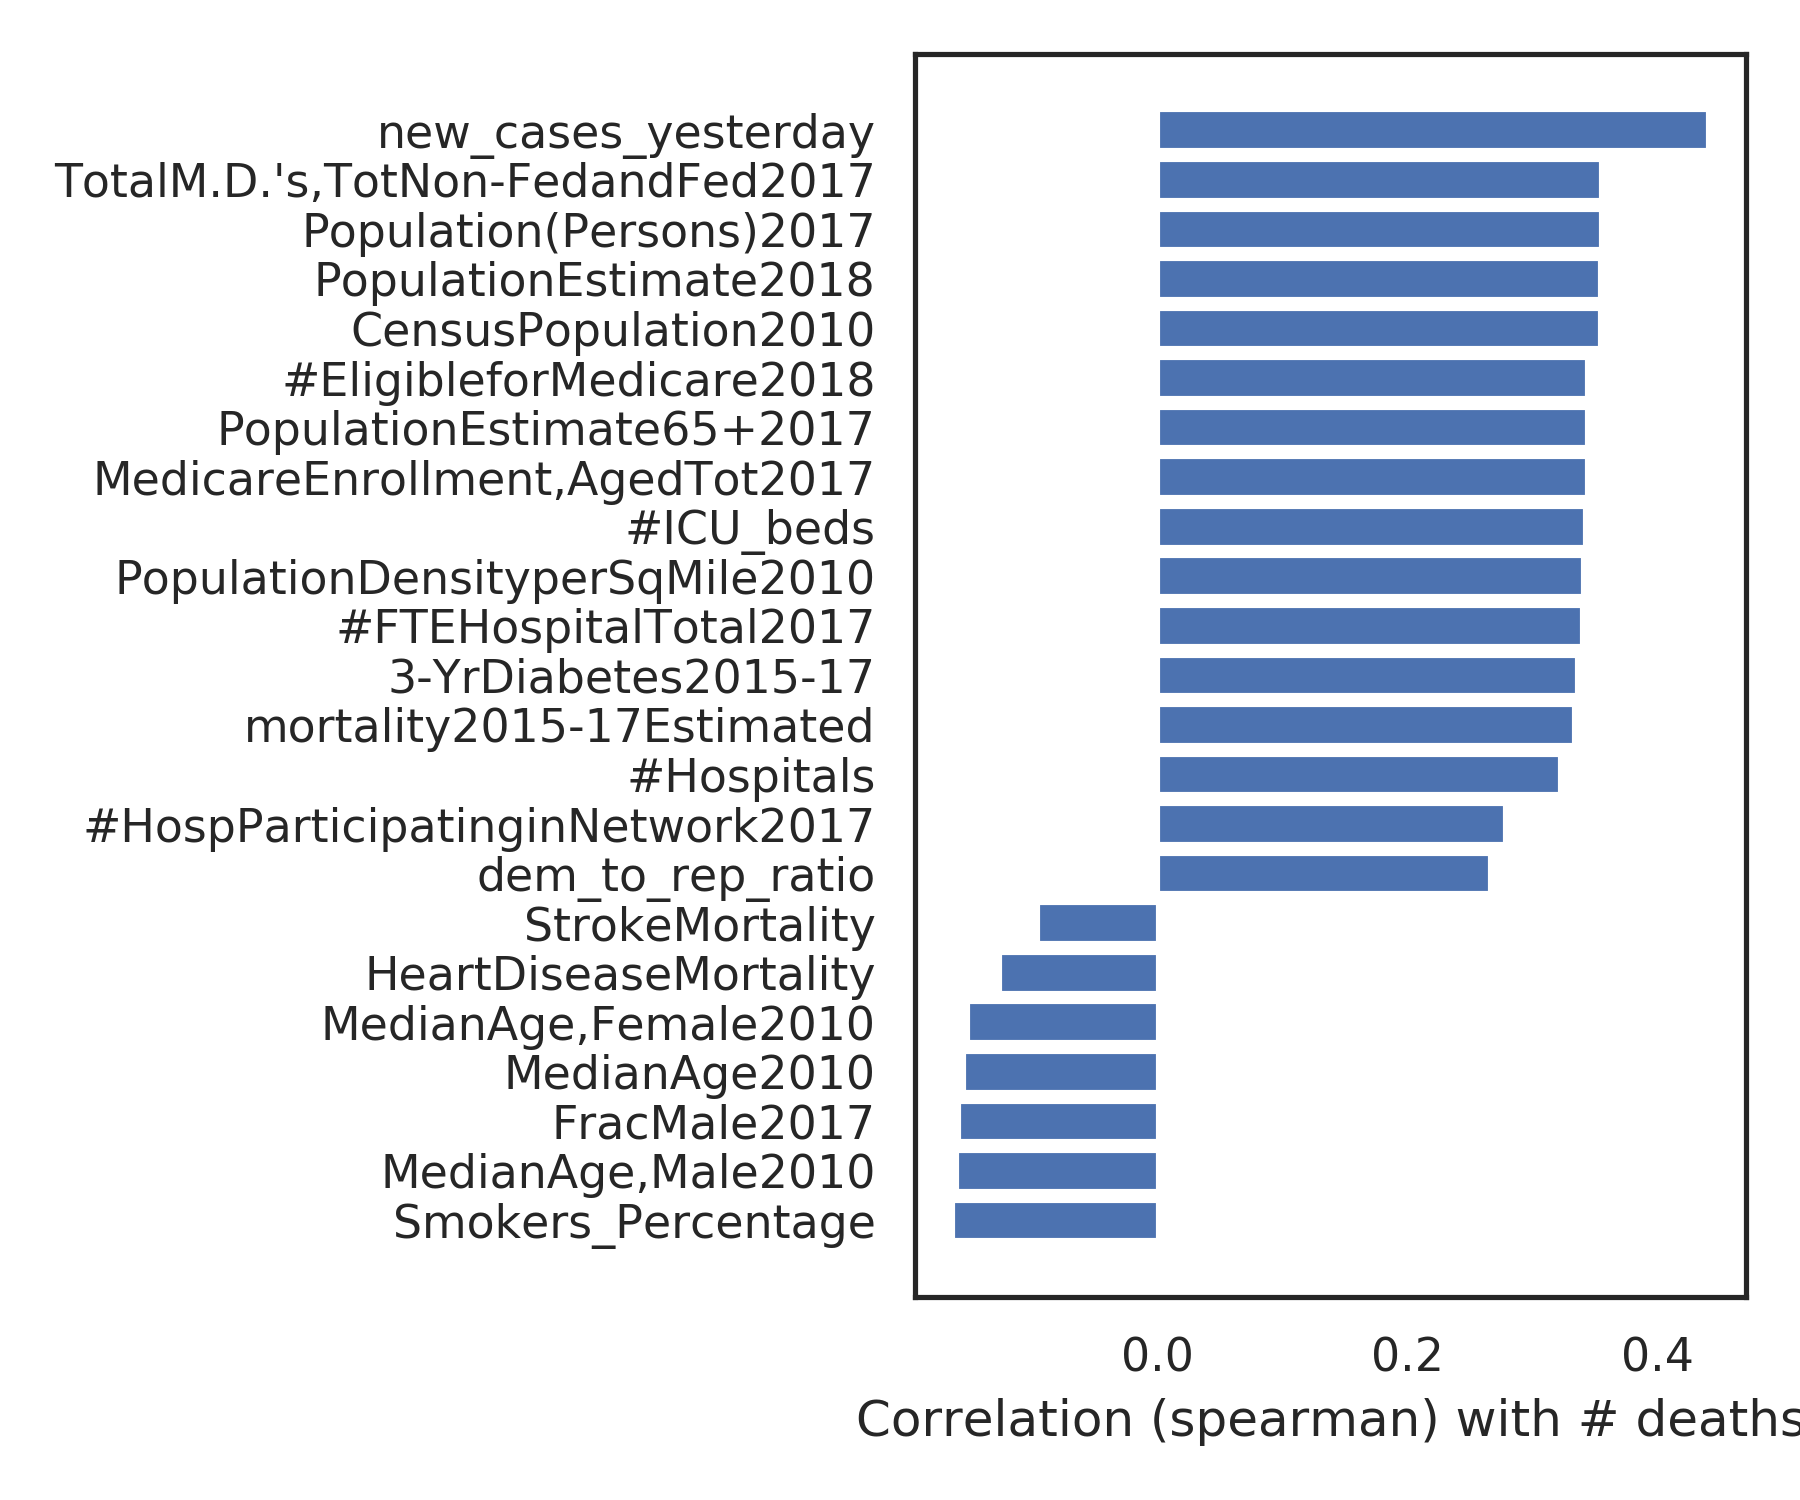 new_cases_yesterday
TotalM.D.'s,TotNon-FedandFed2017
Population(Persons)2017
PopulationEstimate2018
CensusPopulation2010
#EligibleforMedicare2018
PopulationEstimate65+2017
MedicareEnrollment,AgedTot2017
#ICU_beds
PopulationDensityperSqMile2010
#FTEHospitalTotal2017
3-YrDiabetes2015-17
mortality2015-17Estimated
#Hospitals
#HospParticipatinginNetwork2017
dem_to_rep_ratio
StrokeMortality
HeartDiseaseMortality
MedianAge,Female2010
MedianAge2010
FracMale2017
MedianAge,Male2010
Smokers_Percentage
0.0 0.2 0.4
Correlation (spearman) with # deaths